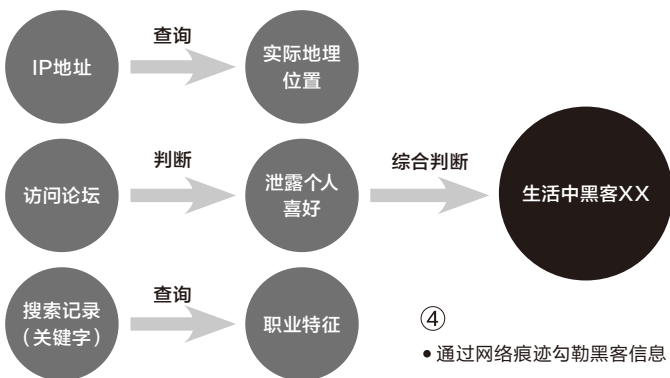 查询
IP地址
实际地埋
位置
判断
访问论坛
泄露个人
喜好
综合判断
生活中黑客XX
查询
搜索记录
（关键字）
职业特征
④
• 通过网络痕迹勾勒黑客信息